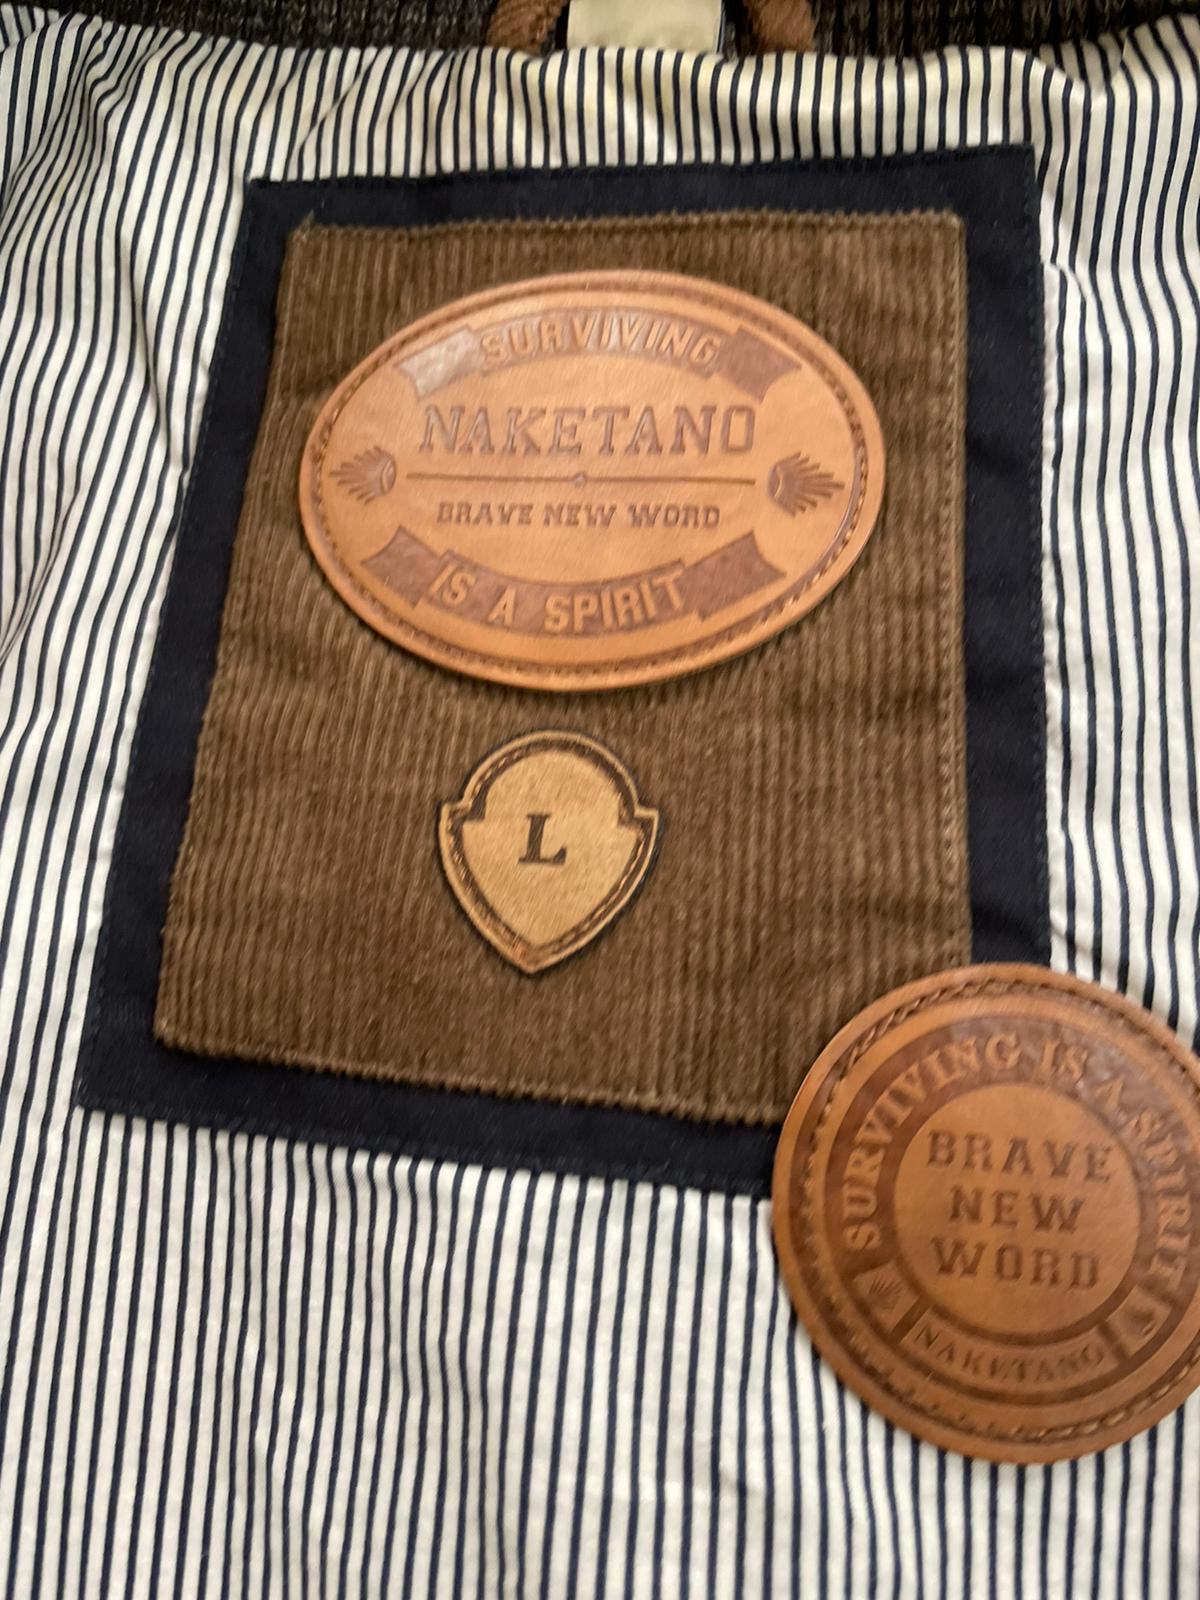 SURVIVING
NAKETANO
BRAVE NEW WORD
IS A SPIRIT
L
SURVIVING IS A SPIRIT
BRAVE
NEW
WORD
NAKETANO